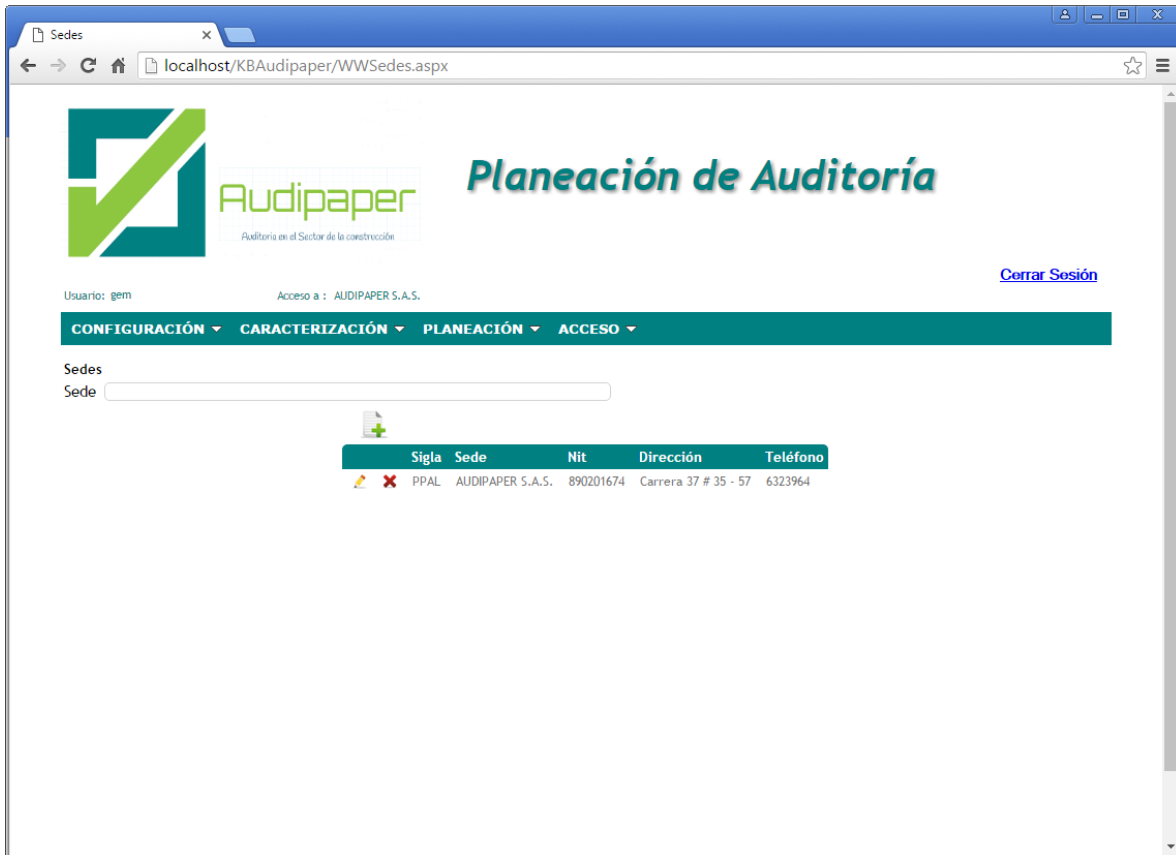 Sedes
localhost/KBAudipaper/WWSedes.aspx
Audipaper
Auditoria en el Sector de la construcción
Planeación de Auditoría
Cerrar Sesión
Usuario: gem Acceso a : AUDIPAPER S.A.S.
CONFIGURACIÓN CARACTERIZACIÓN PLANEACIÓN ACCESO
Sedes
Sede
Sigla Sede Nit Dirección Teléfono
PPAL AUDIPAPER S.A.S. 890201674 Carrera 37 # 35 - 57 6323964